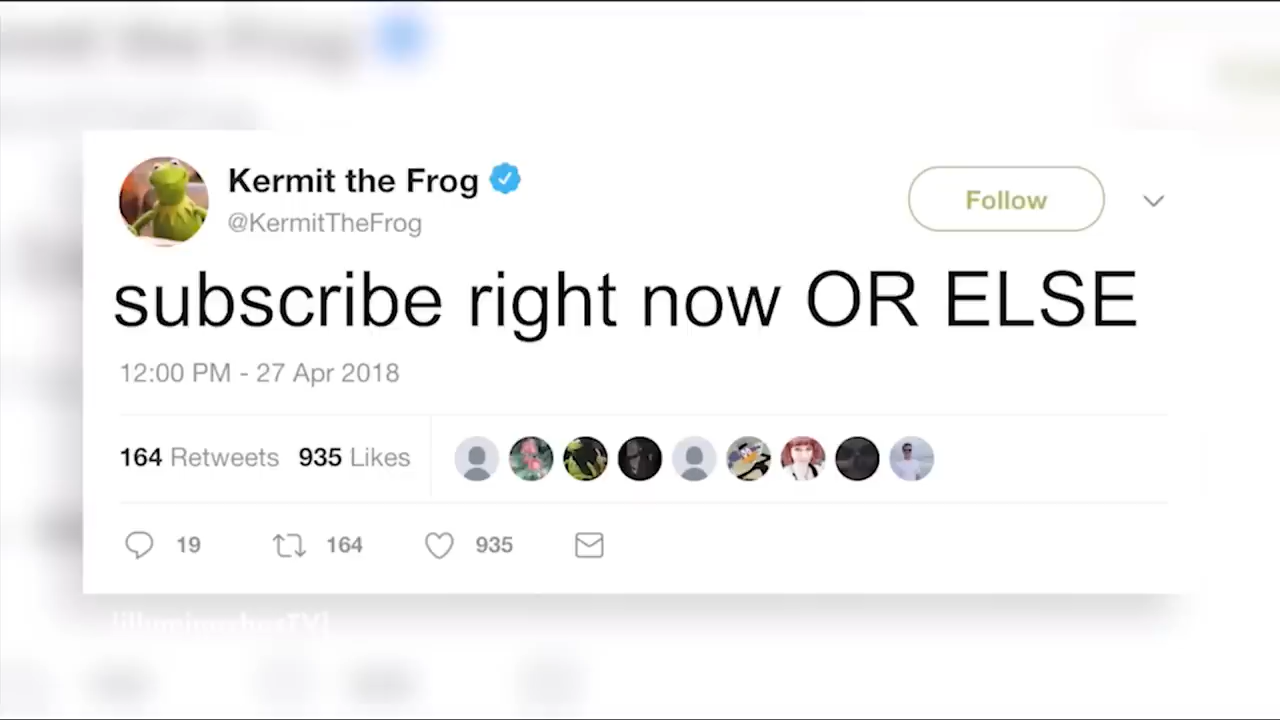 Kermit the Frog
@KermitTheFrog
Follow
subscribe right now OR ELSE
12:00 PM - 27 Apr 2018
164 Retweets 935 Likes
19 164 935